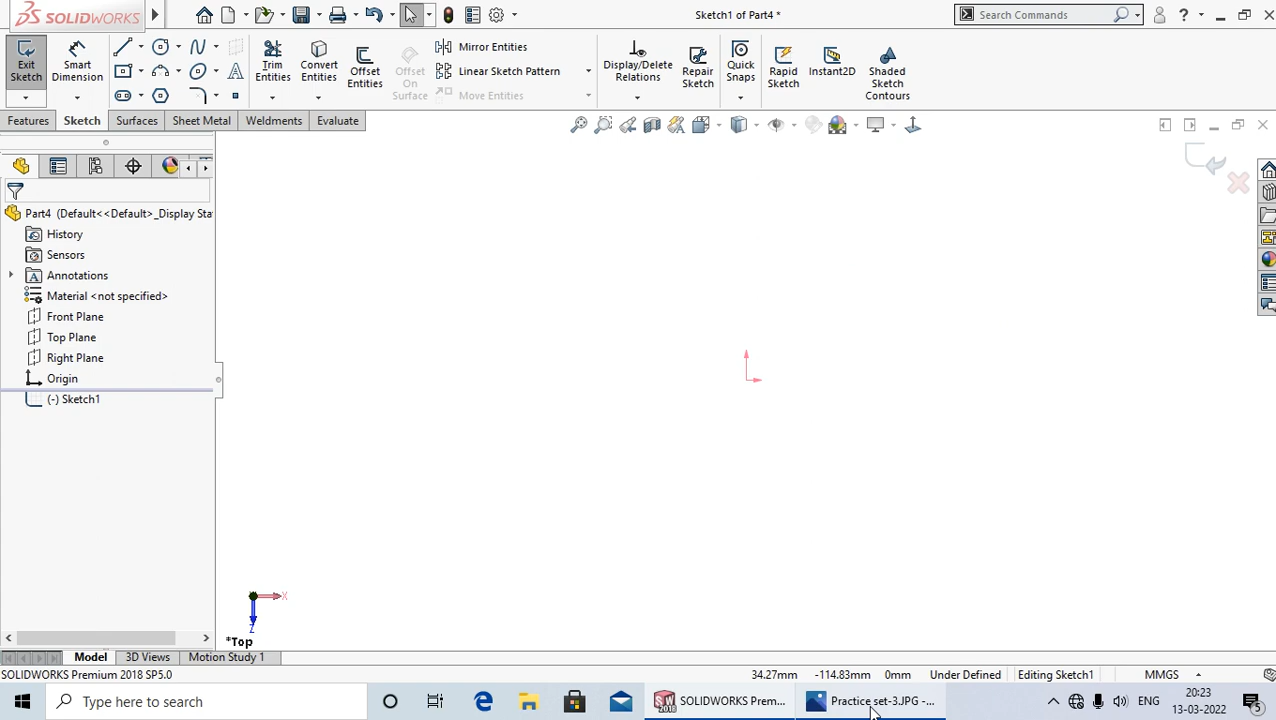 SOLIDWORKS
Sketch1 of Part4 *
Search Commands
Exit Sketch
Smart Dimension
Trim Entities
Convert Entities
Offset Entities
Offset On Surface
Mirror Entities
Linear Sketch Pattern
Move Entities
Display/Delete Relations
Repair Sketch
Quick Snaps
Rapid Sketch
Instant2D
Shaded Sketch Contours
Features
Sketch
Surfaces
Sheet Metal
Weldments
Evaluate
Part4 (Default<<Default>_Display Sta
History
Sensors
Annotations
Material <not specified>
Front Plane
Top Plane
Right Plane
Origin
(-) Sketch1
X
Z
*Top
Model
3D Views
Motion Study 1
SOLIDWORKS Premium 2018 SP5.0
34.27mm
-114.83mm
0mm
Under Defined
Editing Sketch1
MMGS
Type here to search
SOLIDWORKS Prem...
Practice set-3.JPG -...
ENG
20:23
13-03-2022
5